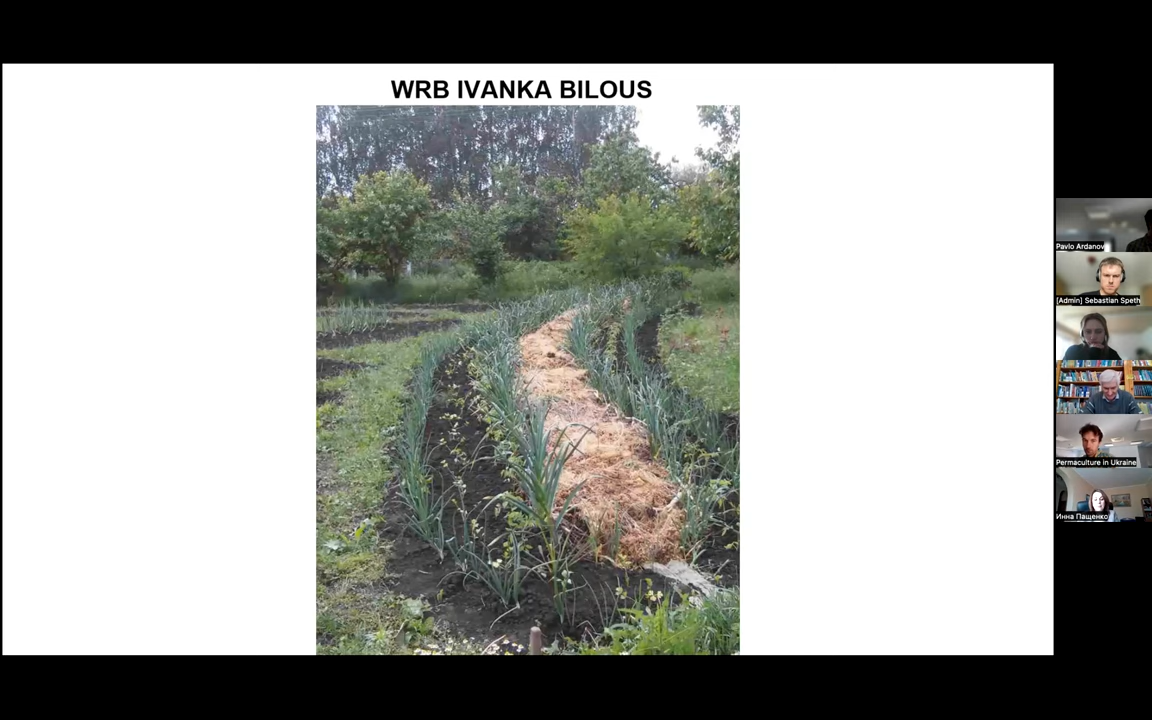 WRB IVANKA BILOUS
Pavlo Ardanov
[Admin] Sebastian Speth
Permaculture in Ukraine
Инна Пащенко